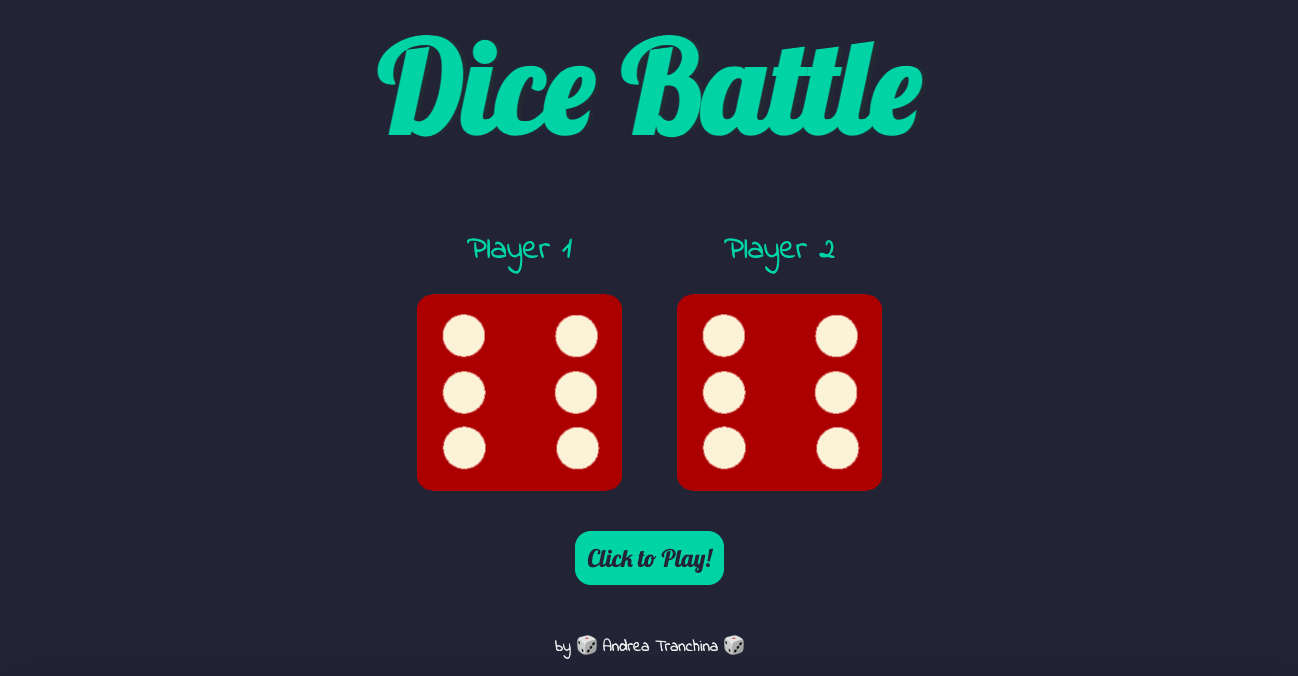 Dice Battle
Player 1 Player 2
Click to Play!
by 🎲 Andrea Tranchina 🎲